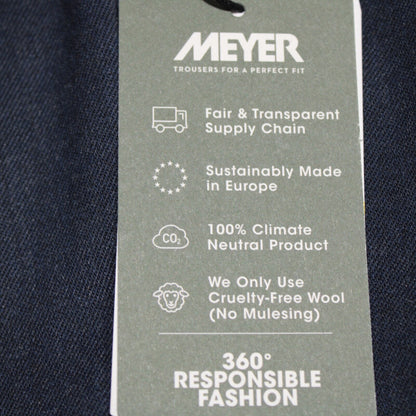 MEYER
TROUSERS FOR A PERFECT FIT
Fair & Transparent
Supply Chain
Sustainably Made
in Europe
CO2
100% Climate
Neutral Product
We Only Use
Cruelty-Free Wool
(No Mulesing)
360°
RESPONSIBLE
FASHION